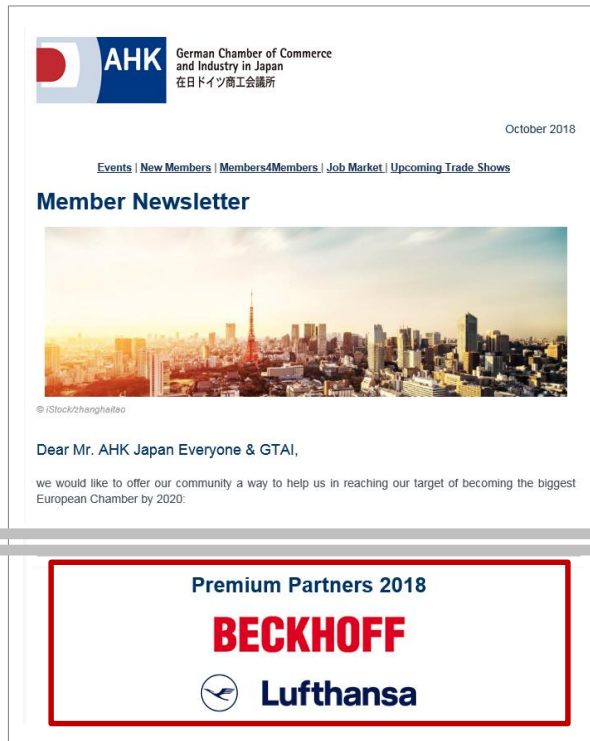 AHK
German Chamber of Commerce
and Industry in Japan
在日ドイツ商工会議所
October 2018
Events | New Members | Members4Members | Job Market | Upcoming Trade Shows
Member Newsletter
© iStock/zhanghaitao
Dear Mr. AHK Japan Everyone & GTAI,
we would like to offer our community a way to help us in reaching our target of becoming the biggest
European Chamber by 2020:
Premium Partners 2018
BECKHOFF
Lufthansa